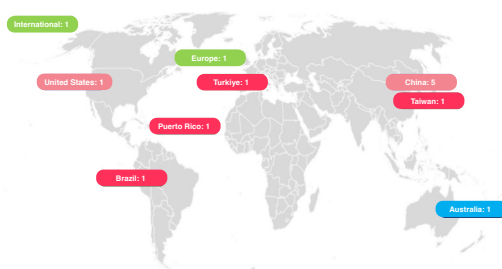 International: 1
Europe: 1
United States: 1
Turkiye: 1
China: 5
Taiwan: 1
Puerto Rico: 1
Brazil: 1
Australia: 1